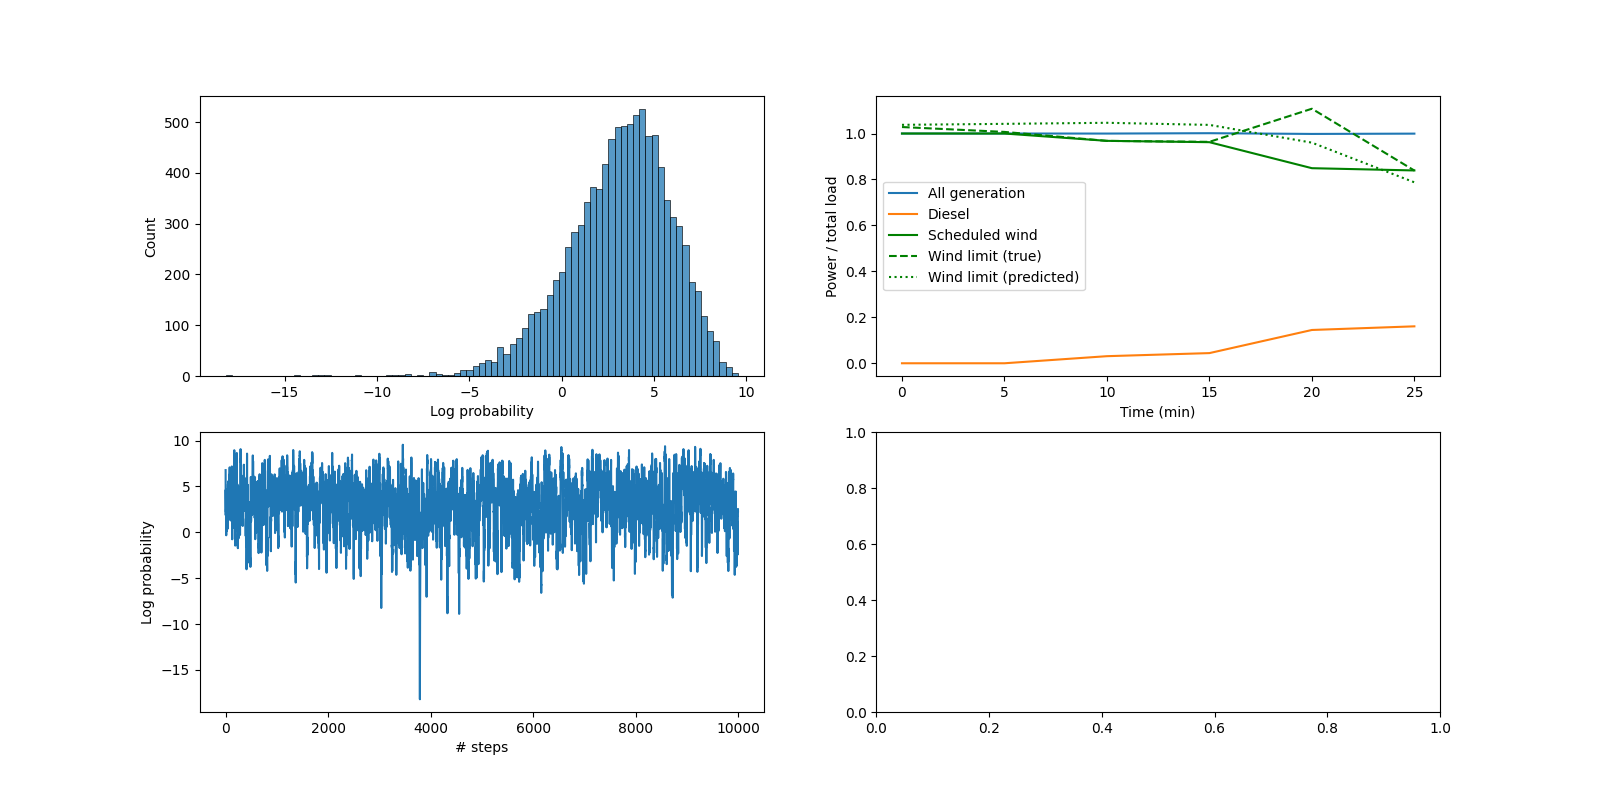 500
400
300
200
100
0
Count
−15 −10 −5 0 5 10
Log probability
1.0
0.8
0.6
0.4
0.2
0.0
Power / total load
All generation
Diesel
Scheduled wind
Wind limit (true)
Wind limit (predicted)
0 5 10 15 20 25
Time (min)
10
5
0
−5
−10
−15
Log probability
0 2000 4000 6000 8000 10000
# steps
1.0
0.8
0.6
0.4
0.2
0.0
0.0 0.2 0.4 0.6 0.8 1.0